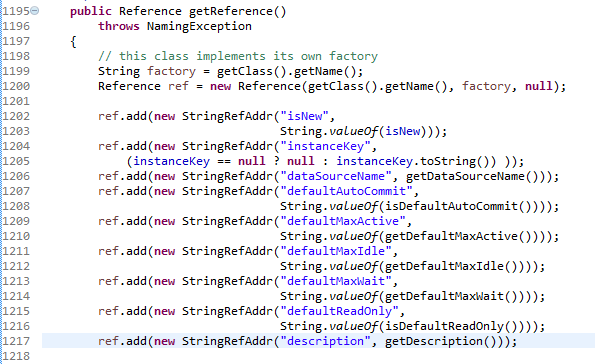 1195 public Reference getReference()
1196 throws NamingException
1197 {
1198 // this class implements its own factory
1199 String factory = getClass().getName();
1200 Reference ref = new Reference(getClass().getName(), factory, null);
1201
1202 ref.add(new StringRefAddr("isNew",
1203 String.valueOf(isNew)));
1204 ref.add(new StringRefAddr("instanceKey",
1205 (instanceKey == null ? null : instanceKey.toString()) ));
1206 ref.add(new StringRefAddr("dataSourceName", getDataSourceName()));
1207 ref.add(new StringRefAddr("defaultAutoCommit",
1208 String.valueOf(isDefaultAutoCommit())));
1209 ref.add(new StringRefAddr("defaultMaxActive",
1210 String.valueOf(getDefaultMaxActive())));
1211 ref.add(new StringRefAddr("defaultMaxIdle",
1212 String.valueOf(getDefaultMaxIdle())));
1213 ref.add(new StringRefAddr("defaultMaxWait",
1214 String.valueOf(getDefaultMaxWait())));
1215 ref.add(new StringRefAddr("defaultReadOnly",
1216 String.valueOf(isDefaultReadOnly())));
1217 ref.add(new StringRefAddr("description", getDescription()));
1218